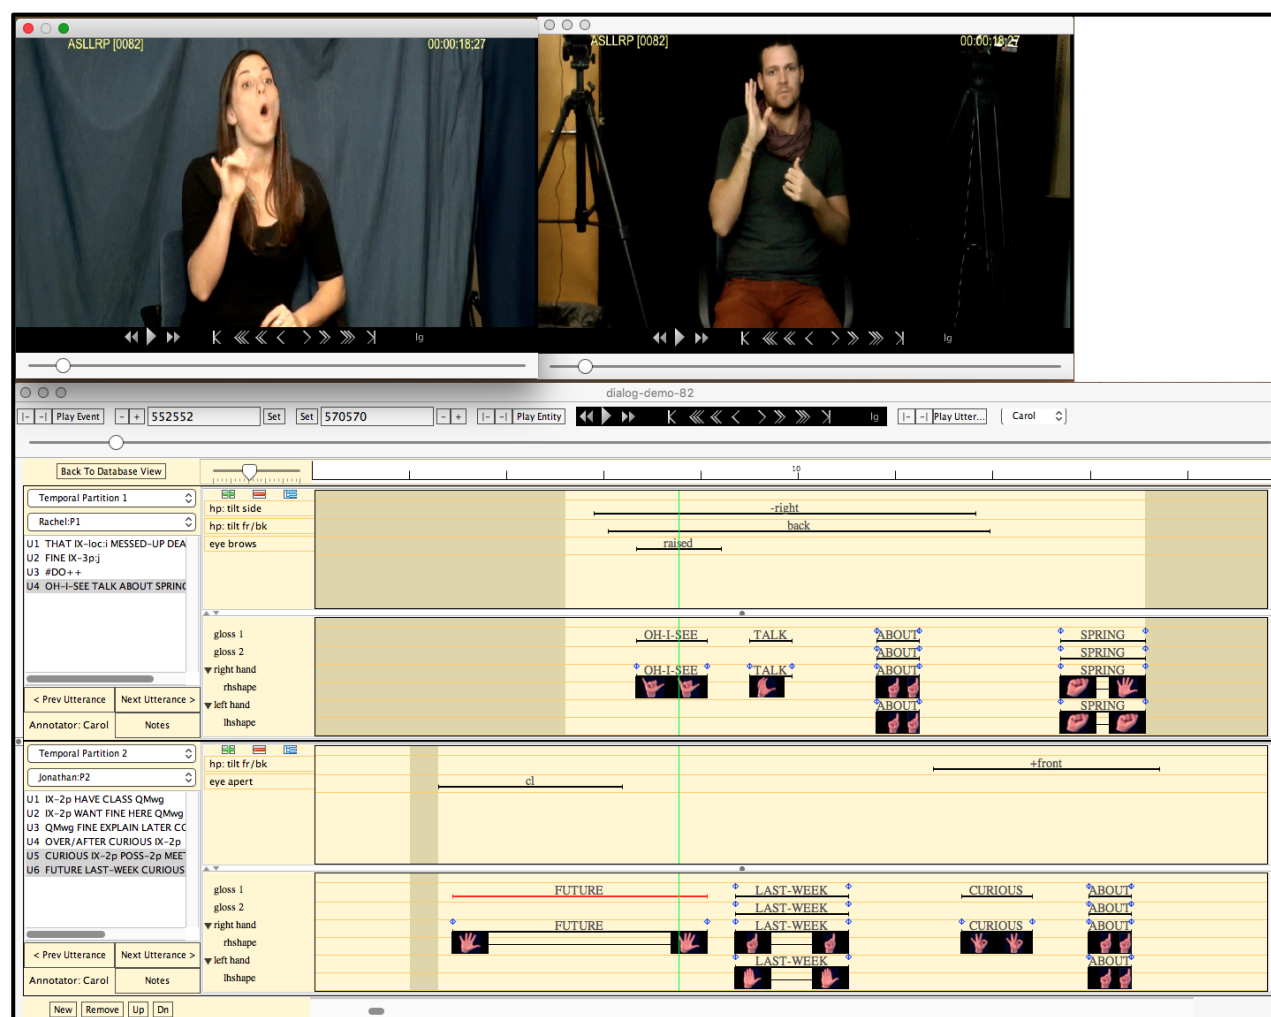 ASLLRP [0082] 00:00:18;27
ASLLRP [0082] 00:00:18;27
lg
lg
dialog-demo-82
|- -| Play Event - + 552552 Set Set 570570 - + |- -| Play Entity lg |- -| Play Utter... Carol
Back To Database View
10
Temporal Partition 1
Rachel:P1
U1 THAT IX-loc:i MESSED-UP DEA
U2 FINE IX-3p:j
U3 #DO++
U4 OH-I-SEE TALK ABOUT SPRING
< Prev Utterance Next Utterance >
Annotator: Carol Notes
hp: tilt side -right
hp: tilt fr/bk back
eye brows raised
gloss 1 OH-I-SEE TALK ABOUT SPRING
gloss 2 ABOUT SPRING
right hand OH-I-SEE TALK ABOUT SPRING
rhshape
left hand ABOUT SPRING
lhshape
Temporal Partition 2
Jonathan:P2
U1 IX-2p HAVE CLASS QMwg
U2 IX-2p WANT FINE HERE QMwg
U3 QMwg FINE EXPLAIN LATER CC
U4 OVER/AFTER CURIOUS IX-2p
U5 CURIOUS IX-2p POSS-2p MEET
U6 FUTURE LAST-WEEK CURIOUS
< Prev Utterance Next Utterance >
Annotator: Carol Notes
hp: tilt fr/bk +front
eye apert cl
gloss 1 FUTURE LAST-WEEK CURIOUS ABOUT
gloss 2 LAST-WEEK ABOUT
right hand FUTURE LAST-WEEK CURIOUS ABOUT
rhshape
left hand LAST-WEEK ABOUT
lhshape
New Remove Up Dn